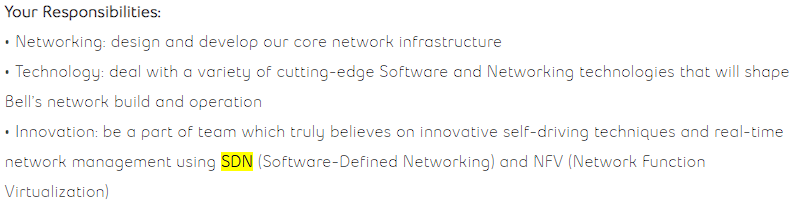 Your Responsibilities:
• Networking: design and develop our core network infrastructure
• Technology: deal with a variety of cutting-edge Software and Networking technologies that will shape
Bell's network build and operation
• Innovation: be a part of team which truly believes on innovative self-driving techniques and real-time
network management using SDN (Software-Defined Networking) and NFV (Network Function
Virtualization)